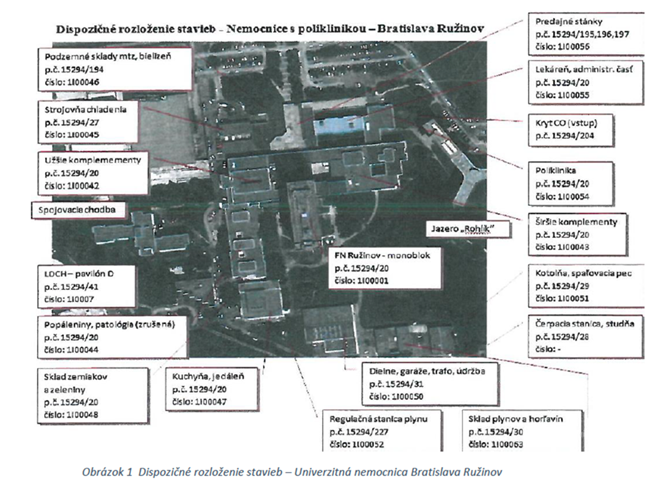 Dispozičné rozloženie stavieb - Nemocnice s poliklinikou – Bratislava Ružinov
Predajné stánky
p.č. 15294/195,196,197
číslo: 1I00056
Podzemné sklady mtz, bielizeň
p.č. 15294/194
číslo: 1I00046
Lekáreň, administr. časť
p.č. 15294/20
číslo: 1I00055
Strojovňa chladenia
p.č. 15294/27
číslo: 1I00045
Kryt CO (vstup)
p.č. 15294/204
Užšie komplementy
p.č. 15294/20
číslo: 1I00042
Poliklinika
p.č. 15294/20
číslo: 1I00054
Spojovacia chodba
Širšie komplementy
p.č. 15294/20
číslo: 1I00043
Jazero „Rohlík"
FN Ružinov - monoblok
p.č. 15294/20
číslo: 1I00001
LDCH – pavilón D
p.č. 15294/41
číslo: 1I0007
Kotolňa, spaľovacia pec
p.č. 15294/29
číslo: 1I00051
Popáleniny, patológia (zrušená)
p.č. 15294/20
číslo: 1I00044
Čerpacia stanica, studňa
p.č. 15294/28
číslo: -
Sklad zemiakov
a zeleniny
p.č. 15294/20
číslo: 1I00048
Kuchyňa, jedáleň
p.č. 15294/20
číslo: 1I00047
Dielne, garáže, trafo, údržba
p.č. 15294/31
číslo: 1I00050
Regulačná stanica plynu
p.č. 15294/227
číslo: 1I00052
Sklad plynov a horľavín
p.č. 15294/30
číslo: 1I00063
Obrázok 1 Dispozičné rozloženie stavieb – Univerzitná nemocnica Bratislava Ružinov